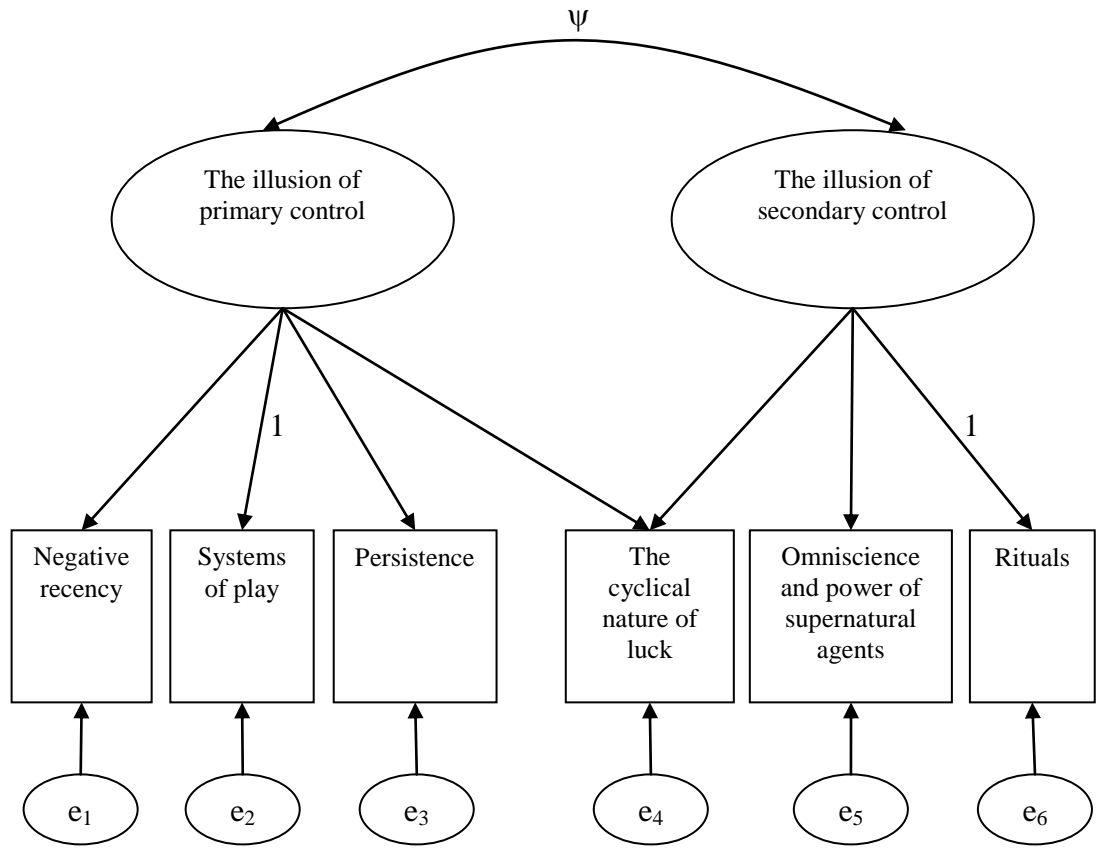 ψ
The illusion of
primary control
The illusion of
secondary control
1
1
Negative
recency
Systems
of play
Persistence
The
cyclical
nature of
luck
Omniscience
and power of
supernatural
agents
Rituals
e₁
e₂
e₃
e₄
e₅
e₆